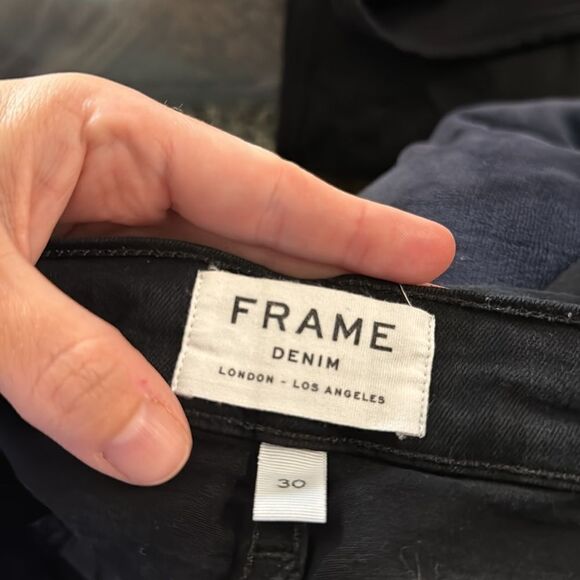 FRAME
DENIM
LONDON - LOS ANGELES
30